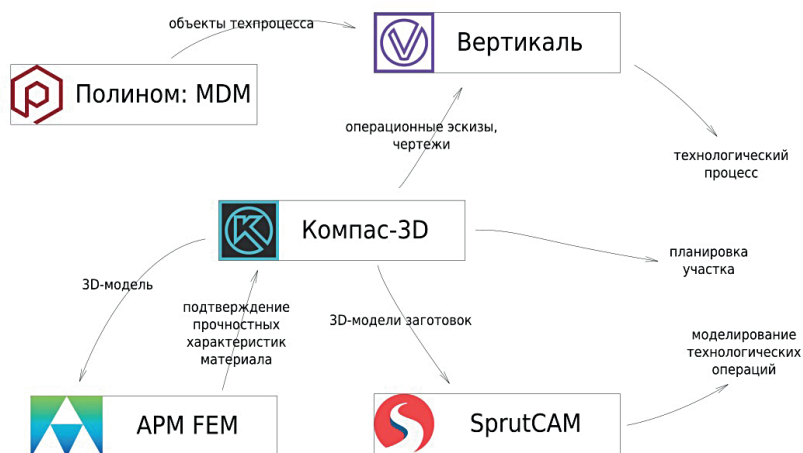 объекты техпроцесса
Вертикаль
Полином: MDM
операционные эскизы,
чертежи
технологический
процесс
Компас-3D
планировка
участка
3D-модель
подтверждение
прочностных
характеристик
материала
3D-модели заготовок
моделирование
технологических
операций
APM FEM
SprutCAM